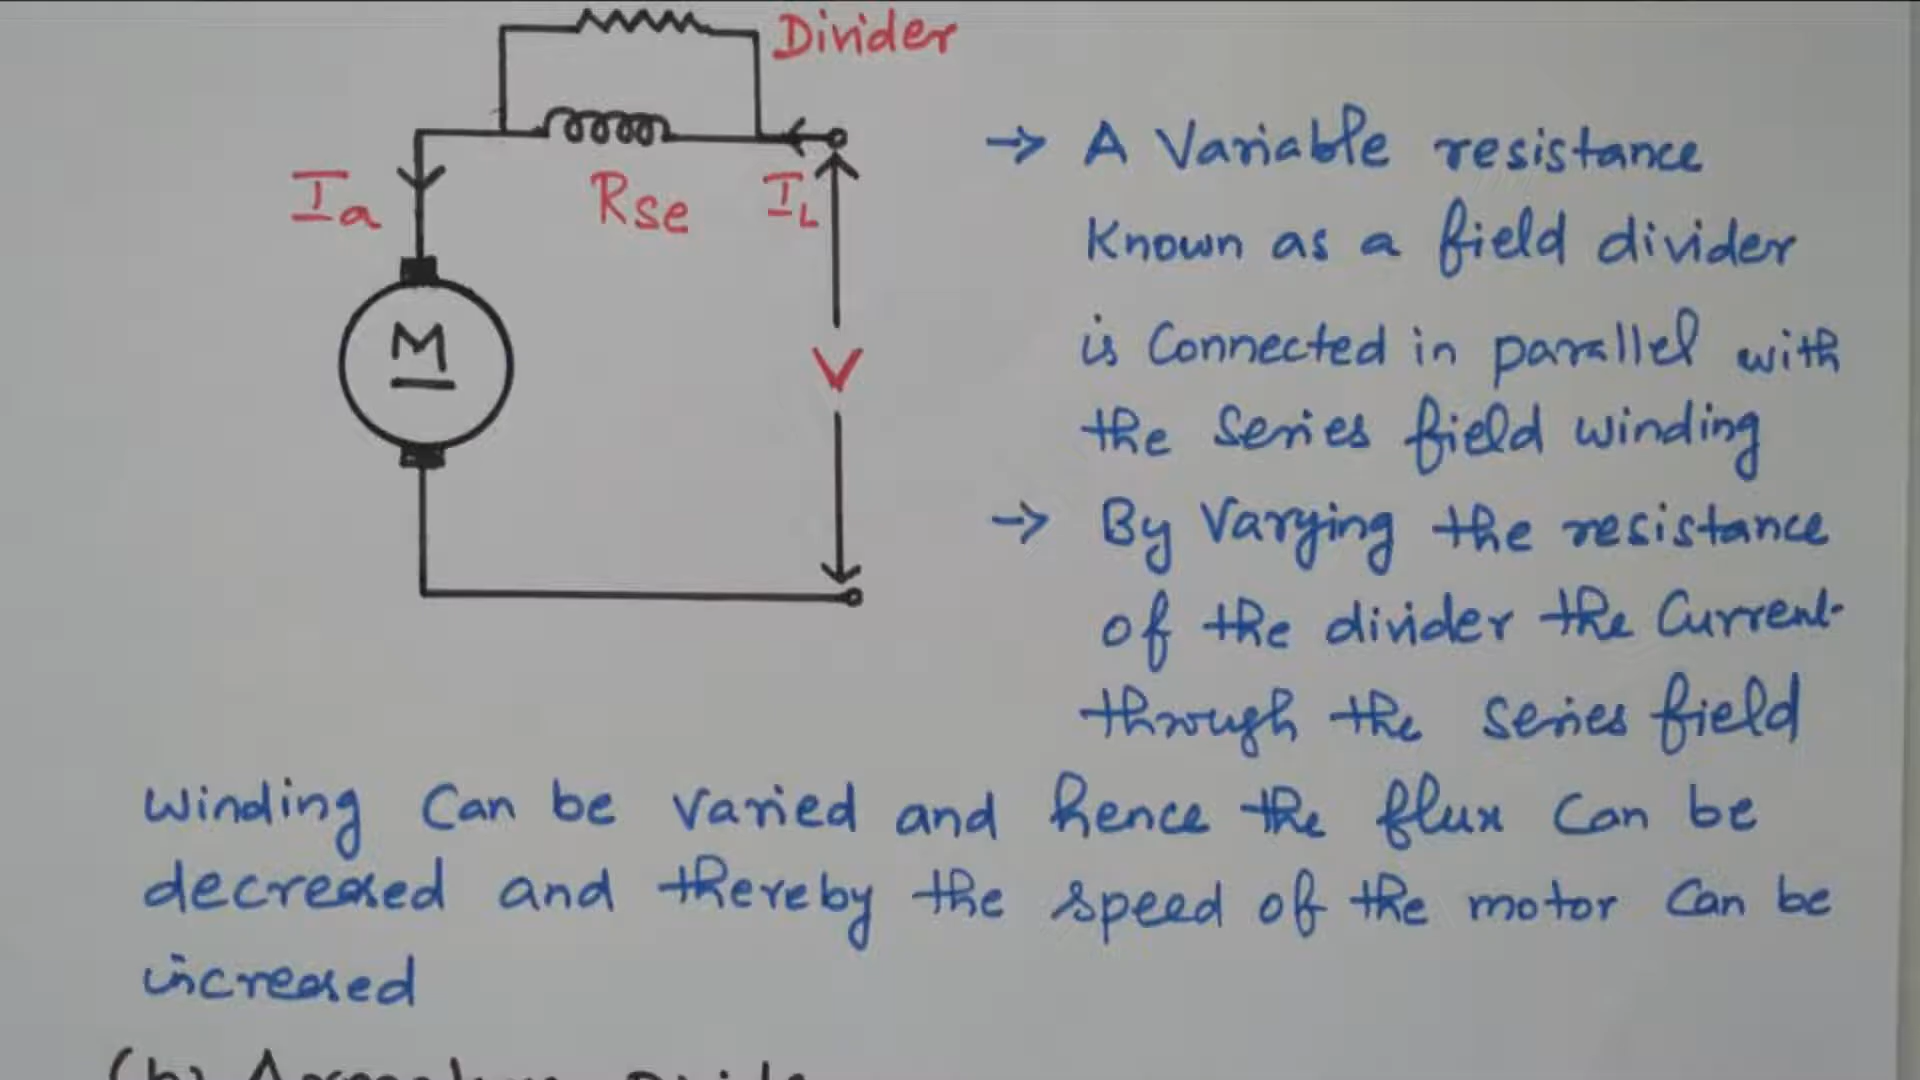 Divider
Ia
Rse
IL
M
V
→ A Variable resistance
Known as a field divider
is Connected in parallel with
the Series field winding
→ By Varying the resistance
of the divider the Current
through the series field
winding Can be varied and hence the flux Can be
decreased and thereby the speed of the motor Can be
increased
(b)